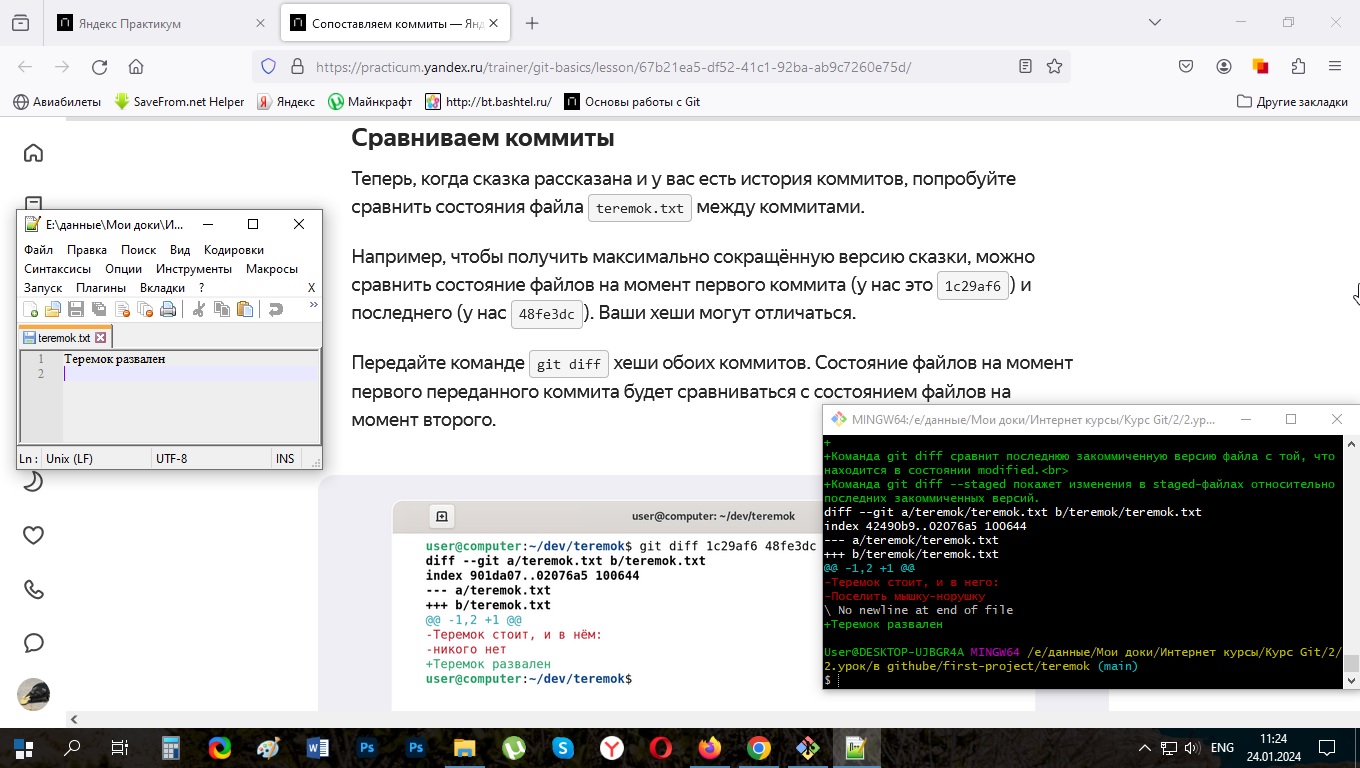 Яндекс Практикум
Сопоставляем коммиты — Янд
https://practicum.yandex.ru/trainer/git-basics/lesson/67b21ea5-df52-41c1-92ba-ab9c7260e75d/
Авиабилеты
SaveFrom.net Helper
Яндекс
Майнкрафт
http://bt.bashtel.ru/
Основы работы с Git
Другие закладки
Сравниваем коммиты
Теперь, когда сказка рассказана и у вас есть история коммитов, попробуйте
сравнить состояния файла teremok.txt между коммитами.
Например, чтобы получить максимально сокращённую версию сказки, можно
сравнить состояние файлов на момент первого коммита (у нас это 1c29af6) и
последнего (у нас 48fe3dc). Ваши хеши могут отличаться.
Передайте команде git diff хеши обоих коммитов. Состояние файлов на момент
первого переданного коммита будет сравниваться с состоянием файлов на
момент второго.
user@computer: ~/dev/teremok
user@computer:~/dev/teremok$ git diff 1c29af6 48fe3dc
diff --git a/teremok.txt b/teremok.txt
index 901da07..02076a5 100644
--- a/teremok.txt
+++ b/teremok.txt
@@ -1,2 +1 @@
-Теремок стоит, и в нём:
-никого нет
+Теремок развален
user@computer:~/dev/teremok$
E:\данные\Мои доки\И...
Файл Правка Поиск Вид Кодировки
Синтаксисы Опции Инструменты Макросы
Запуск Плагины Вкладки ? X
teremok.txt
1 Теремок развален
2
Ln : Unix (LF) UTF-8 INS
MINGW64:/e/данные/Мои доки/Интернет курсы/Курс Git/2/2.ур...
+
+Команда git diff сравнит последнюю закоммиченную версию файла с той, что
находится в состоянии modified.<br>
+Команда git diff --staged покажет изменения в staged-файлах относительно
последних закоммиченных версий.
diff --git a/teremok/teremok.txt b/teremok/teremok.txt
index 42490b9..02076a5 100644
--- a/teremok/teremok.txt
+++ b/teremok/teremok.txt
@@ -1,2 +1 @@
-Теремок стоит, и в него:
-Поселить мышку-норушку
\ No newline at end of file
+Теремок развален
User@DESKTOP-UJBGR4A MINGW64 /e/данные/Мои доки/Интернет курсы/Курс Git/2/
2.урок/в githube/first-project/teremok (main)
$
ENG
11:24
24.01.2024